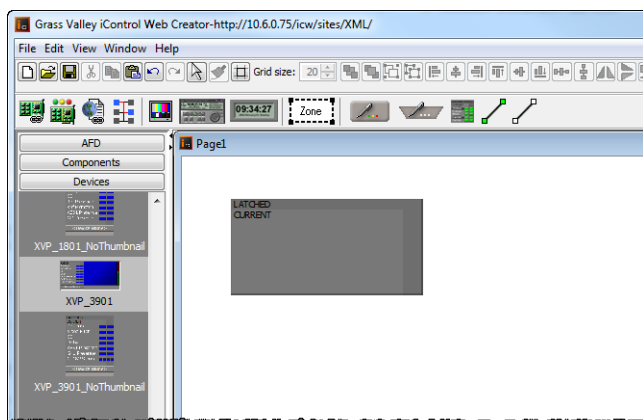 Grass Valley iControl Web Creator-http://10.6.0.75/icw/sites/XML/
File Edit View Window Help
Grid size: 20
09:34:27
Zone
AFD
Components
Devices
Page1
LATCHED
CURRENT
XVP_1801_NoThumbnail
XVP_3901
XVP_3901_NoThumbnail